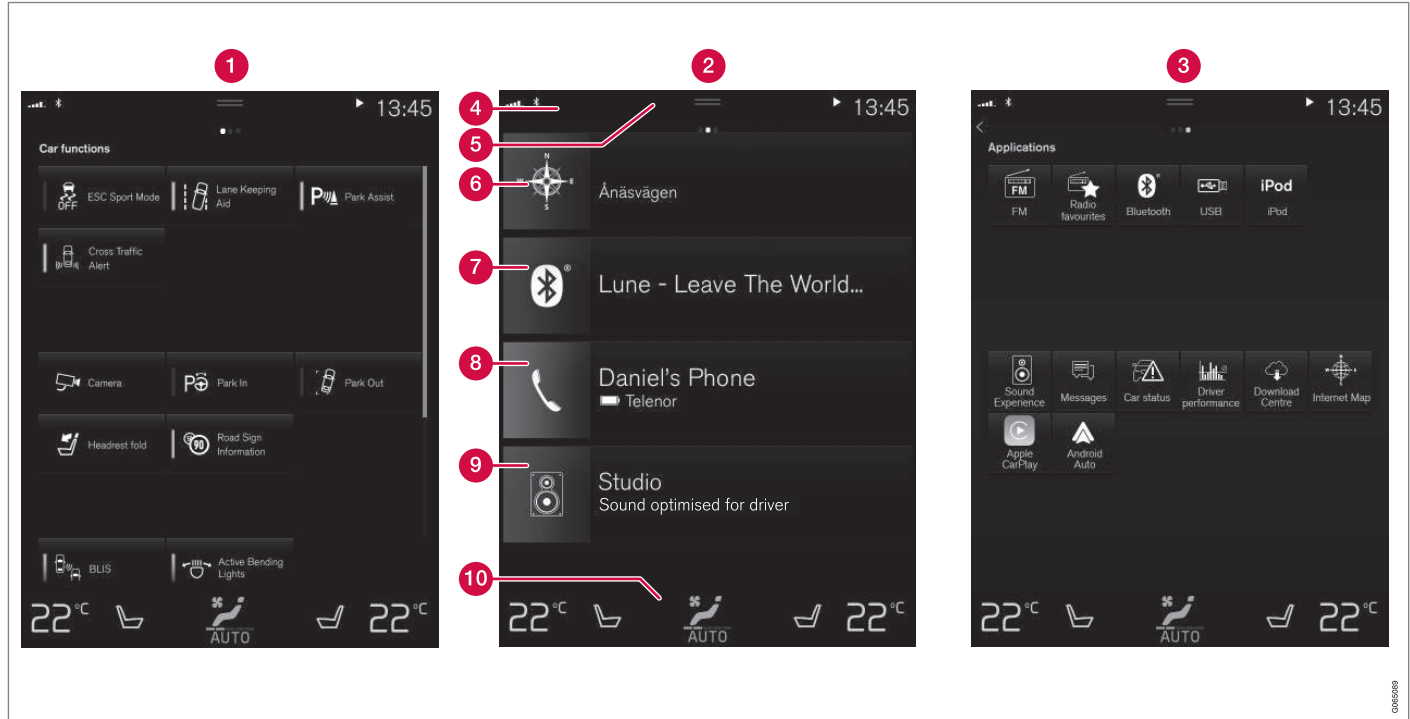 1
2
3
13:45
Car functions
OFF
ESC Sport Mode
Lane Keeping
Aid
P
Park Assist
Cross Traffic
Alert
Camera
P
Park In
Park Out
Headrest fold
90
Road Sign
Information
BLIS
Active Bending
Lights
22°C
AUTO
22°C
4
13:45
5
6
N
W
E
S
Ånäsvägen
7
®
Lune - Leave The World...
8
Daniel's Phone
Telenor
9
Studio
Sound optimised for driver
10
22°C
AUTO
22°C
13:45
Applications
FM
FM
Radio
favourites
Bluetooth
USB
iPod
iPod
Sound
Experience
Messages
Car status
Driver
performance
Download
Centre
Internet Map
Apple
CarPlay
Android
Auto
22°C
AUTO
22°C
G065089